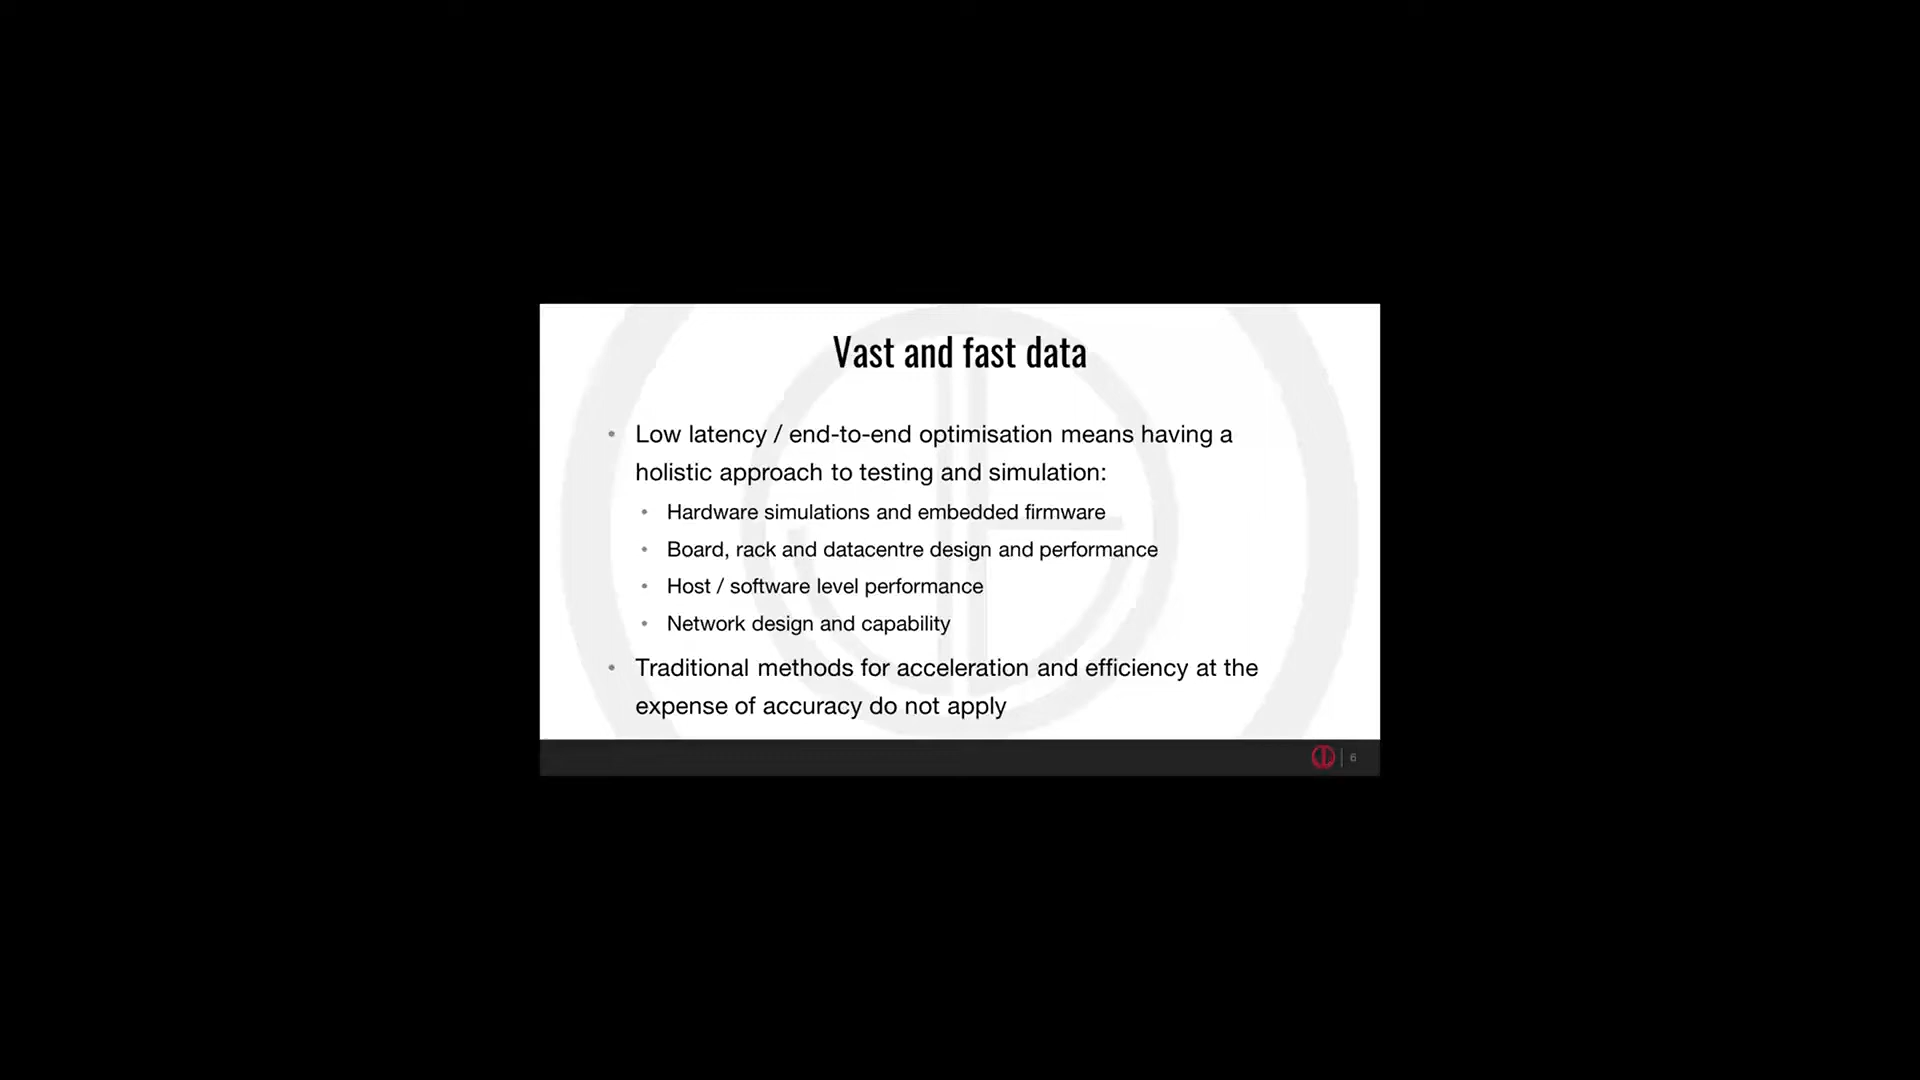 Vast and fast data
• Low latency / end-to-end optimisation means having a
holistic approach to testing and simulation:
• Hardware simulations and embedded firmware
• Board, rack and datacentre design and performance
• Host / software level performance
• Network design and capability
• Traditional methods for acceleration and efficiency at the
expense of accuracy do not apply
6